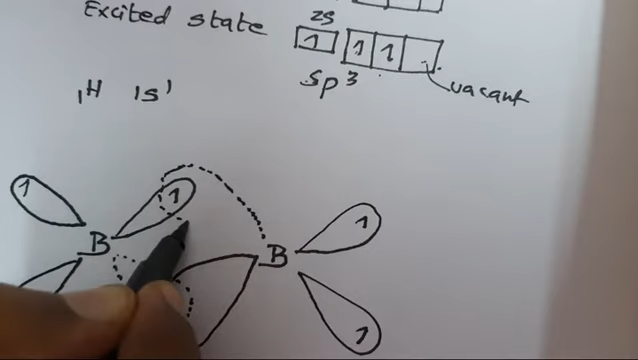 Excited state
2s
1 1 1
sp³
vacant
₁H 1s¹
1 1
B 1
B
1